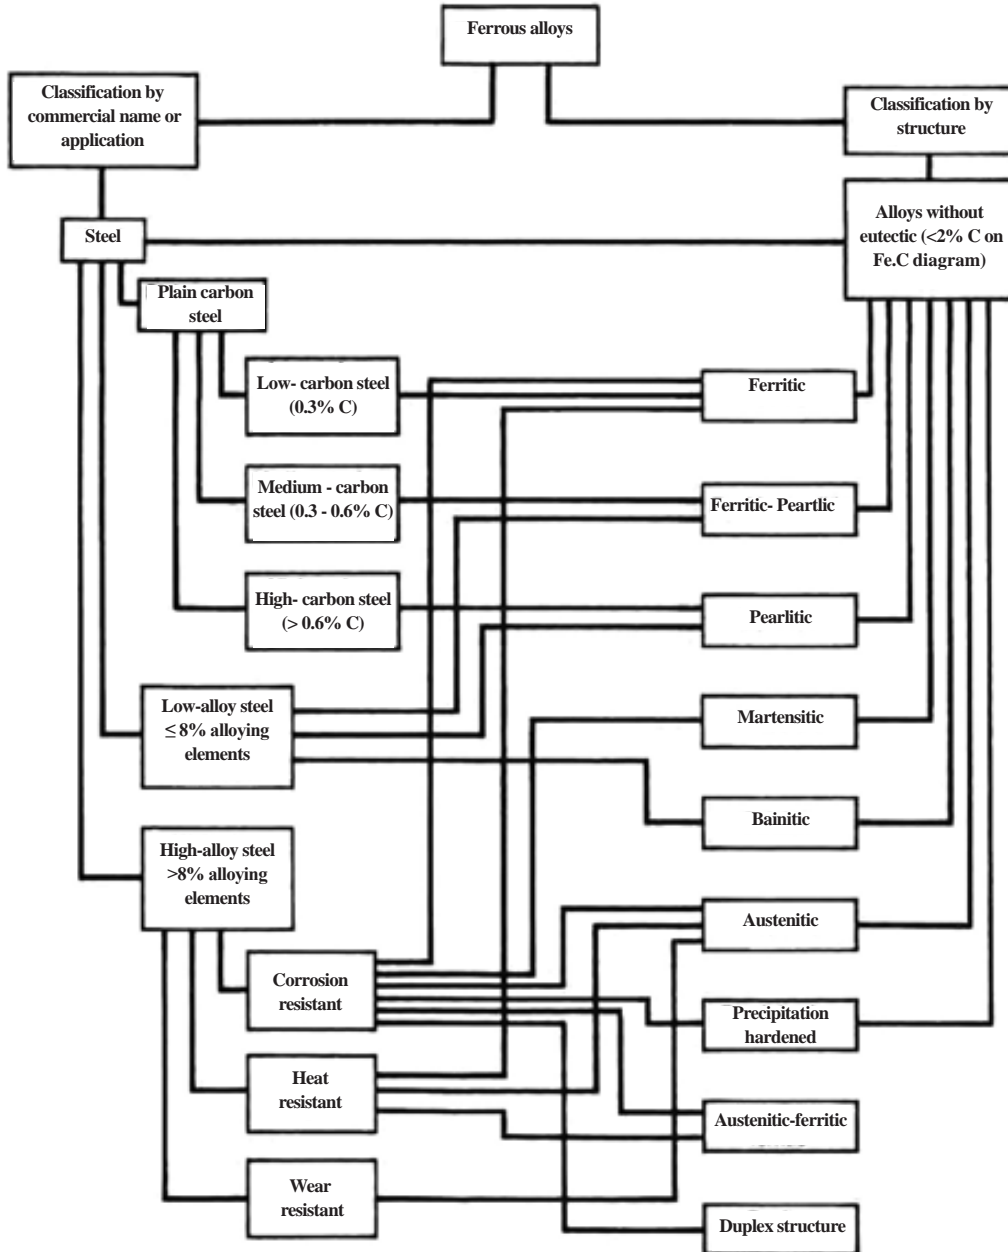 Ferrous alloys
Classification by
commercial name or
application
Classification by
structure
Steel
Alloys without
eutectic (<2% C on
Fe.C diagram)
Plain carbon
steel
Low- carbon steel
(0.3% C)
Ferritic
Medium - carbon
steel (0.3 - 0.6% C)
Ferritic- Peartlic
High- carbon steel
(> 0.6% C)
Pearlitic
Low-alloy steel
≤ 8% alloying
elements
Martensitic
Bainitic
High-alloy steel
>8% alloying
elements
Austenitic
Corrosion
resistant
Precipitation
hardened
Heat
resistant
Austenitic-ferritic
Wear
resistant
Duplex structure